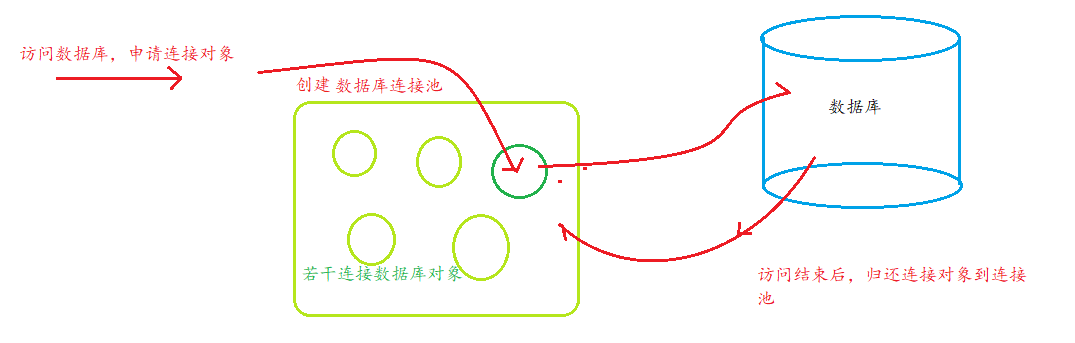 访问数据库，申请连接对象
创建 数据库连接池
数据库
若干连接数据库对象
访问结束后，归还连接对象到连接
池